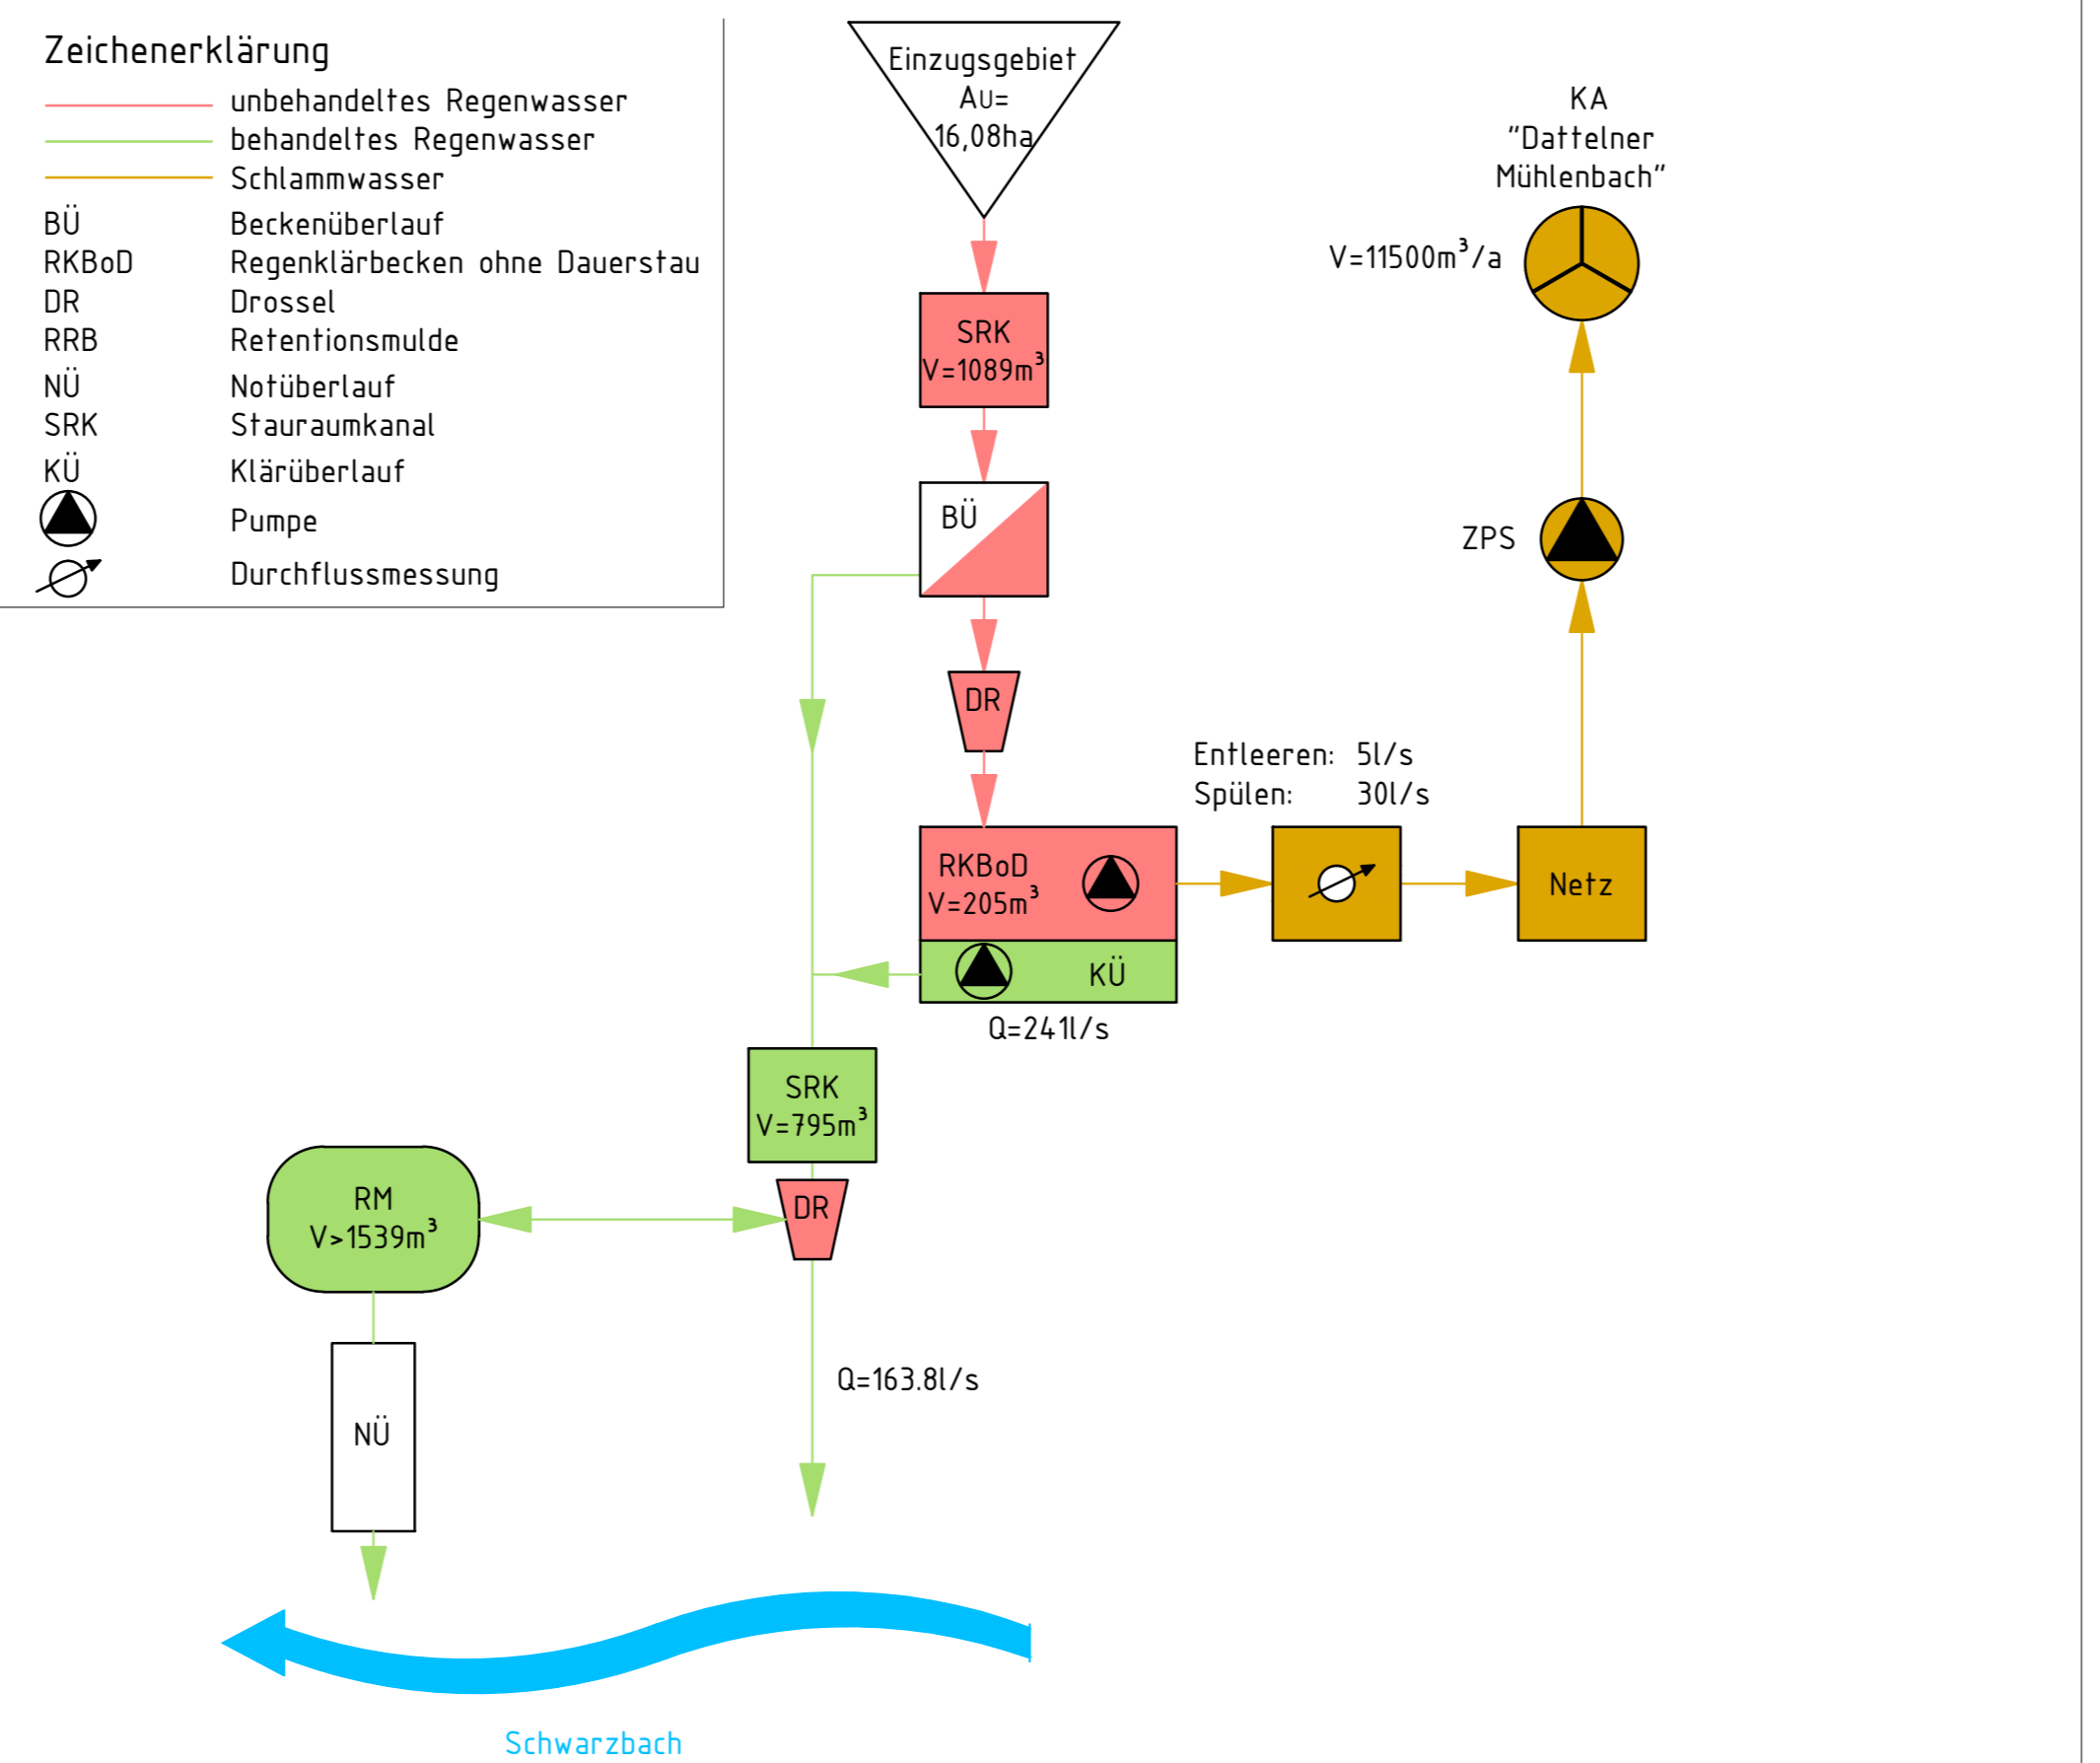 Zeichenerklärung
unbehandeltes Regenwasser
behandeltes Regenwasser
Schlammwasser
BÜ Beckenüberlauf
RKBoD Regenklärbecken ohne Dauerstau
DR Drossel
RRB Retentionsmulde
NÜ Notüberlauf
SRK Stauraumkanal
KÜ Klärüberlauf
Pumpe
Durchflussmessung
Einzugsgebiet
AU=
16,08ha
KA
"Dattelner
Mühlenbach"
V=11500m³/a
SRK
V=1089m³
BÜ
ZPS
DR
Entleeren: 5l/s
Spülen: 30l/s
RKBoD
V=205m³
Netz
KÜ
Q=241l/s
SRK
V=795m³
RM
V>1539m³
DR
Q=163.8l/s
NÜ
Schwarzbach